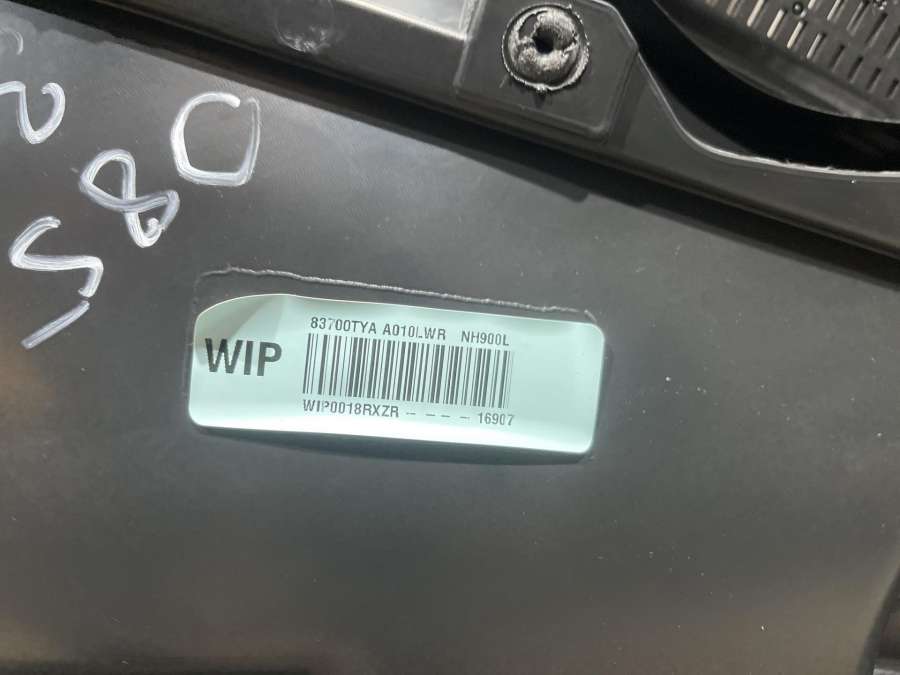 WIP
83700TYA A010LWR NH900L
WIP0018RXZR - - - - 16907